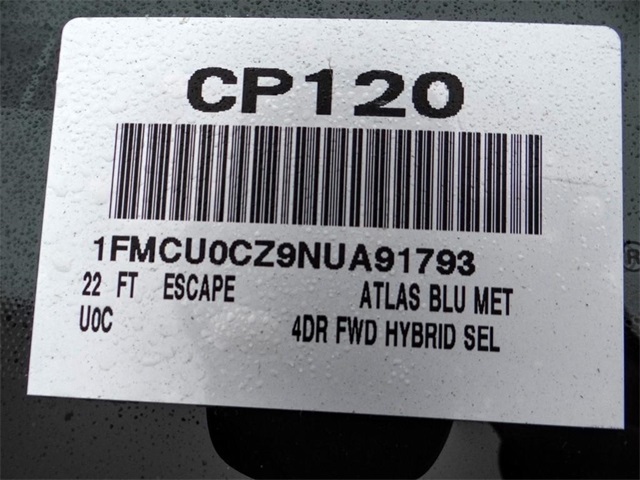 CP120
1FMCU0CZ9NUA91793
22 FT ESCAPE ATLAS BLU MET
U0C 4DR FWD HYBRID SEL
®